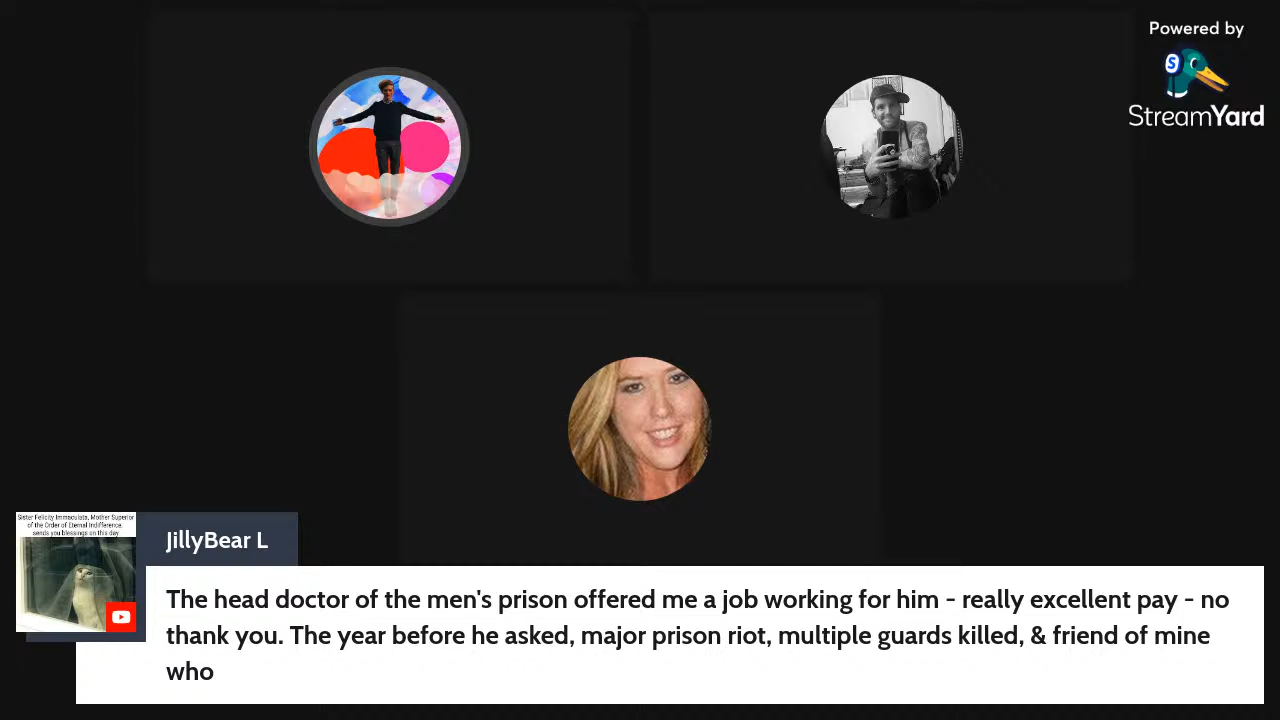 Powered by
StreamYard
Sister Felicity Immaculata, Mother Superior
of the Order of Eternal Indifference,
sends you blessings on this day
JillyBear L
The head doctor of the men's prison offered me a job working for him - really excellent pay - no
thank you. The year before he asked, major prison riot, multiple guards killed, & friend of mine
who